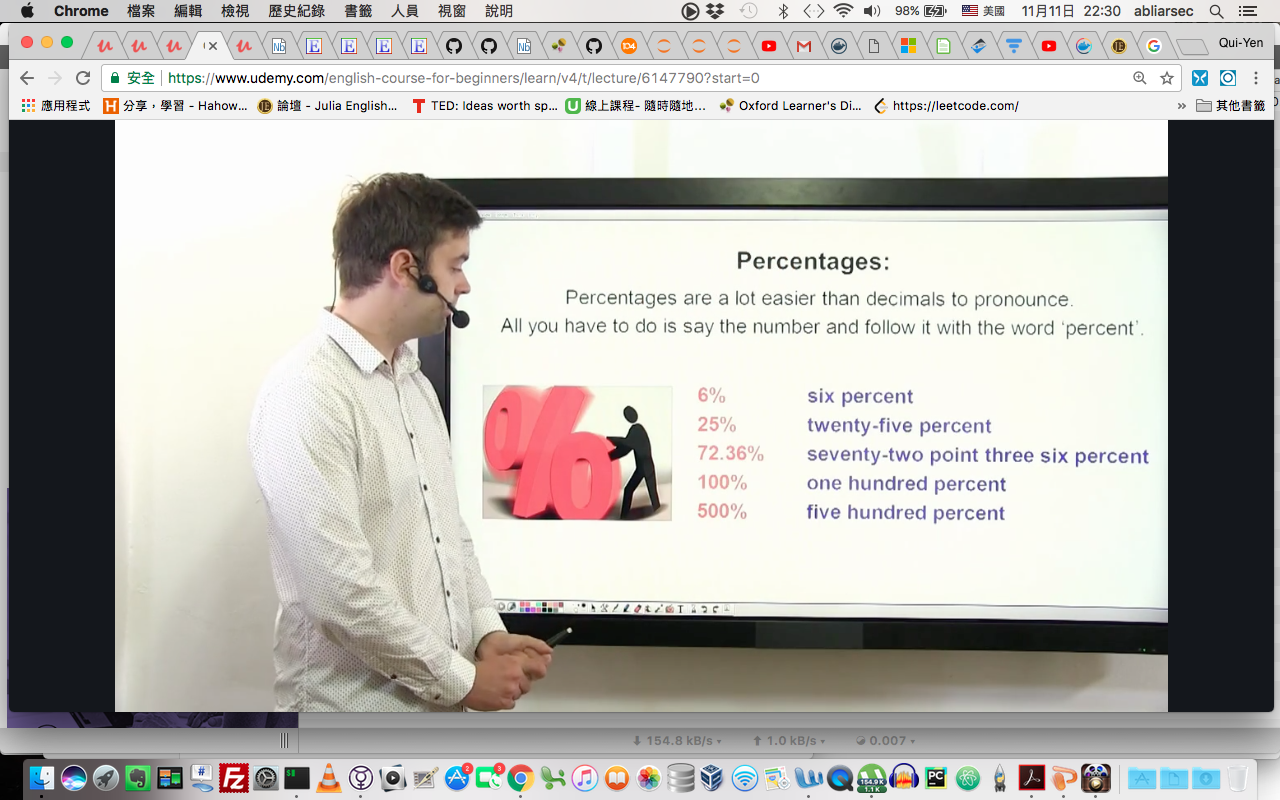 Chrome 檔案 編輯 檢視 歷史紀錄 書籤 人員 視窗 說明 98% 美國 11月11日 22:30 abliarsec
Qui-Yen
安全 https://www.udemy.com/english-course-for-beginners/learn/v4/t/lecture/6147790?start=0
應用程式 分享，學習 - Hahow... 論壇 - Julia English... TED: Ideas worth sp... 線上課程- 隨時隨地... Oxford Learner's Di... https://leetcode.com/ » 其他書籤
Percentages:
Percentages are a lot easier than decimals to pronounce.
All you have to do is say the number and follow it with the word ‘percent’.
6% six percent
25% twenty-five percent
72.36% seventy-two point three six percent
100% one hundred percent
500% five hundred percent
154.8 kB/s 1.0 kB/s 0.007